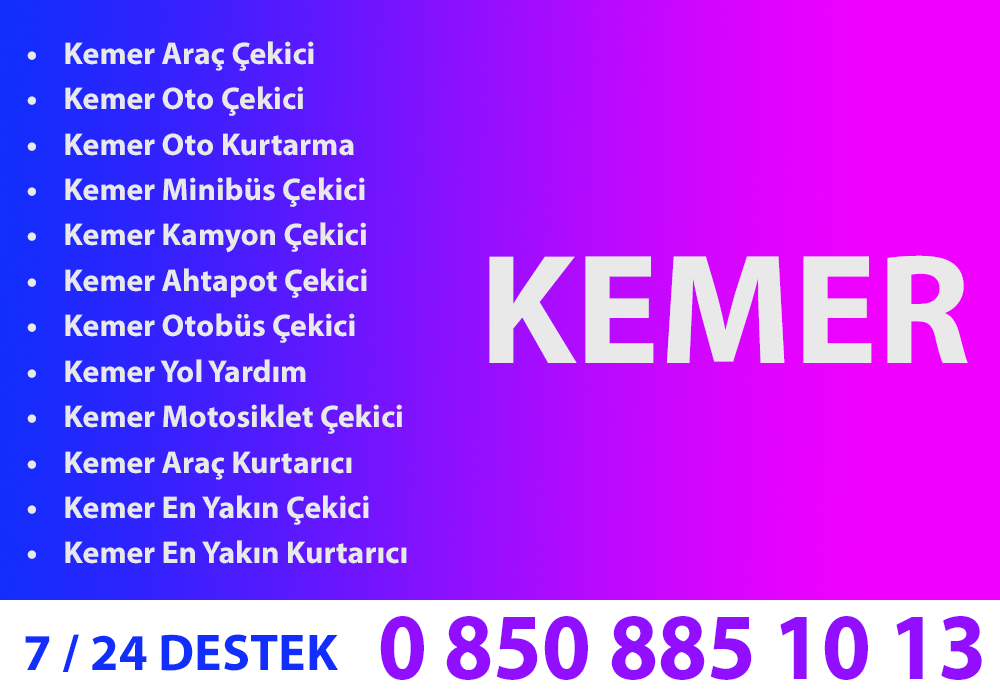 • Kemer Araç Çekici
• Kemer Oto Çekici
• Kemer Oto Kurtarma
• Kemer Minibüs Çekici
• Kemer Kamyon Çekici
• Kemer Ahtapot Çekici
• Kemer Otobüs Çekici
• Kemer Yol Yardım
• Kemer Motosiklet Çekici
• Kemer Araç Kurtarıcı
• Kemer En Yakın Çekici
• Kemer En Yakın Kurtarıcı
KEMER
7 / 24 DESTEK 0 850 885 10 13